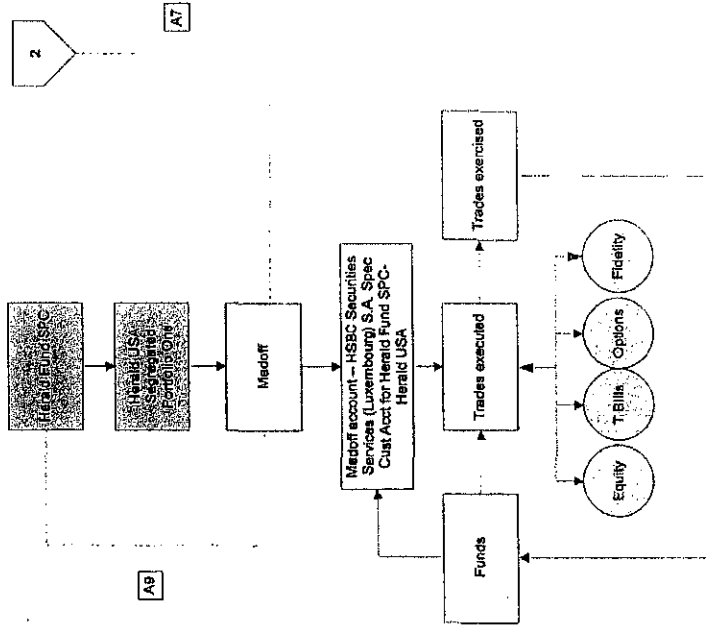 2
A7
Herald Fund SPC
Herald USA
Segregated
Portfolio One
Madoff
A9
Madoff account – HSBC Securities
Services (Luxembourg) S.A. Spec
Cust Acct for Herald Fund SPC-
Herald USA
Funds
Trades executed
Trades exercised
Equity
T Bills
Options
Fidelity